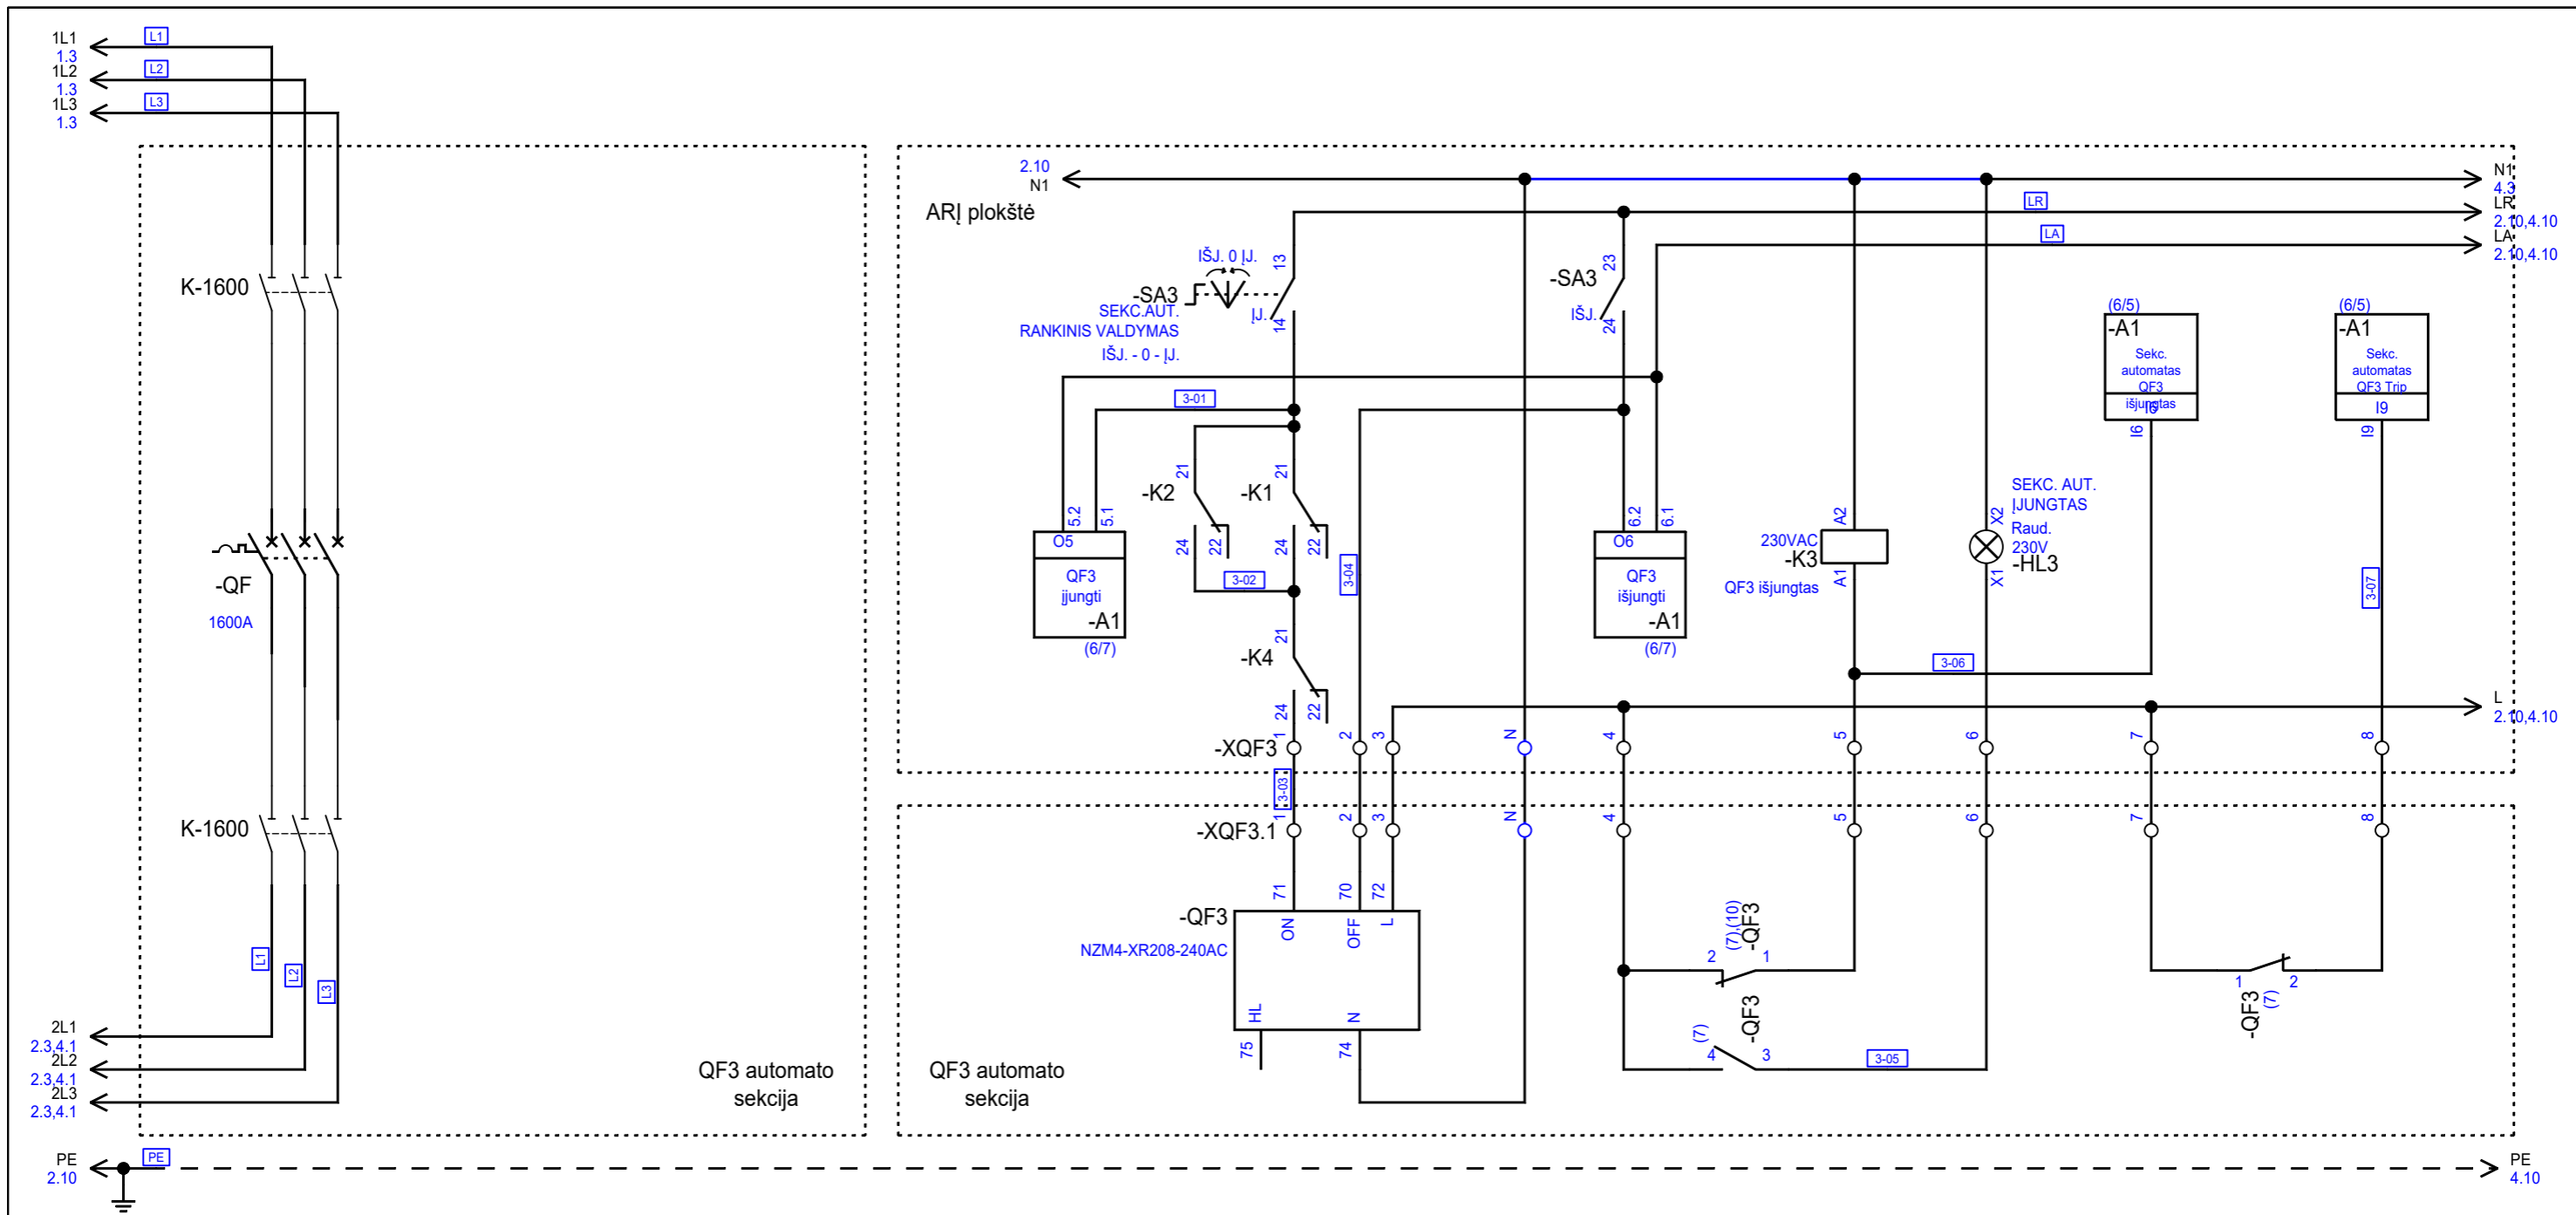 1L1
1.3
L1
1L2
1.3
L2
1L3
1.3
L3
K-1600
-QF
1600A
K-1600
L1
L2
L3
2L1
2.3,4.1
2L2
2.3,4.1
2L3
2.3,4.1
QF3 automato
sekcija
PE
2.10
PE
2.10
N1
ARĮ plokštė
N1
4.3
LR
LR
2.10,4.10
LA
LA
2.10,4.10
IŠJ. 0 ĮJ.
-SA3
SEKC.AUT.
RANKINIS VALDYMAS
IŠJ. - 0 - ĮJ.
13
ĮJ.
14
-SA3
23
IŠJ.
24
3-01
-K2
21
24
22
-K1
21
24
22
3-02
3-04
5.2
5.1
O5
QF3
įjungti
-A1
(6/7)
-K4
21
24
22
6.2
6.1
O6
QF3
išjungti
-A1
(6/7)
230VAC
-K3
QF3 išjungtas
A2
A1
SEKC. AUT.
ĮJUNGTAS
Raud.
230V
-HL3
X2
X1
(6/5)
-A1
Sekc.
automatas
QF3
išjungtas
I6
I6
(6/5)
-A1
Sekc.
automatas
QF3 Trip
I9
I9
3-07
3-06
L
2.10,4.10
-XQF3
1
2
3
N
4
5
6
7
8
3-03
-XQF3.1
1
2
3
N
4
5
6
7
8
71
70
72
-QF3
NZM4-XR208-240AC
ON
OFF
L
HL
N
75
74
(7),(10)
-QF3
2
1
(7)
-QF3
4
3
3-05
1
2
-QF3
(7)
QF3 automato
sekcija
PE
4.10